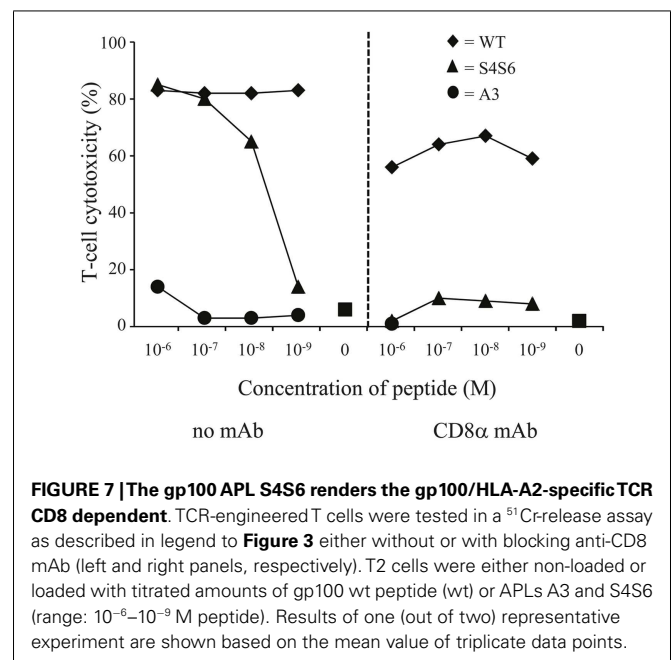 ◆ = WT
▲ = S4S6
● = A3
T-cell cytotoxicity (%)
80
60
40
20
0
10⁻⁶ 10⁻⁷ 10⁻⁸ 10⁻⁹ 0 10⁻⁶ 10⁻⁷ 10⁻⁸ 10⁻⁹ 0
Concentration of peptide (M)
no mAb CD8α mAb
FIGURE 7 | The gp100 APL S4S6 renders the gp100/HLA-A2-specific TCR
CD8 dependent. TCR-engineered T cells were tested in a ⁵¹Cr-release assay
as described in legend to Figure 3 either without or with blocking anti-CD8
mAb (left and right panels, respectively). T2 cells were either non-loaded or
loaded with titrated amounts of gp100 wt peptide (wt) or APLs A3 and S4S6
(range: 10⁻⁶–10⁻⁹ M peptide). Results of one (out of two) representative
experiment are shown based on the mean value of triplicate data points.